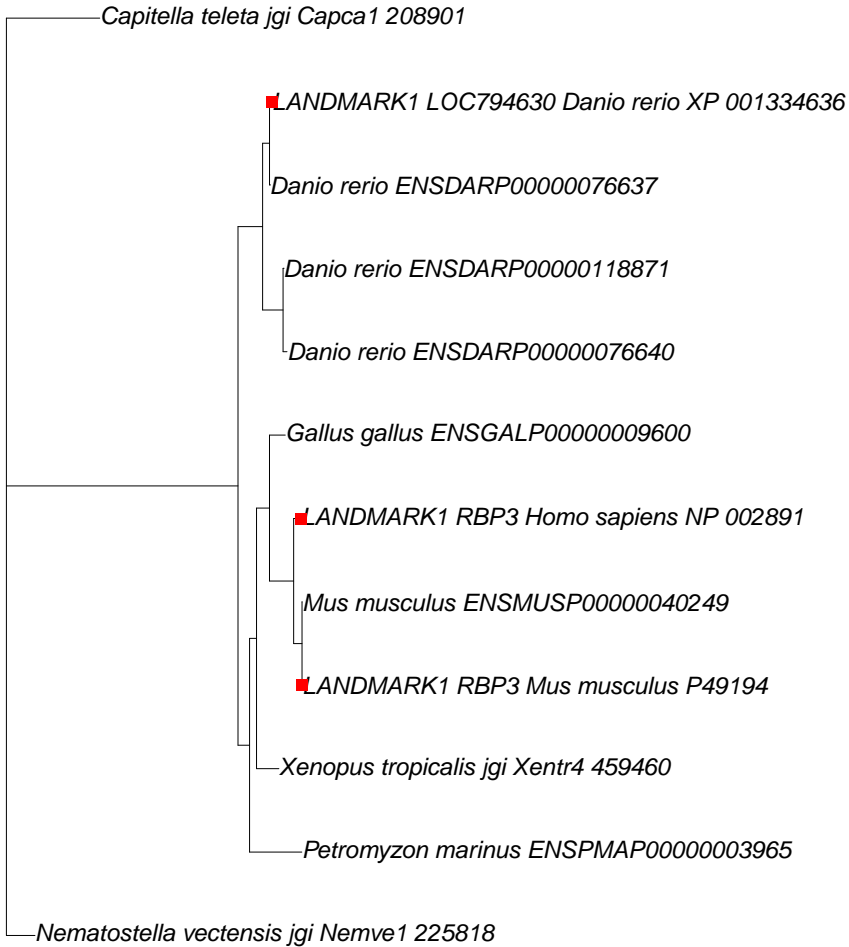 Capitella teleta jgi Capca1 208901
LANDMARK1 LOC794630 Danio rerio XP 001334636
Danio rerio ENSDARP00000076637
Danio rerio ENSDARP00000118871
Danio rerio ENSDARP00000076640
Gallus gallus ENSGALP00000009600
LANDMARK1 RBP3 Homo sapiens NP 002891
Mus musculus ENSMUSP00000040249
LANDMARK1 RBP3 Mus musculus P49194
Xenopus tropicalis jgi Xentr4 459460
Petromyzon marinus ENSPMAP00000003965
Nematostella vectensis jgi Nemve1 225818